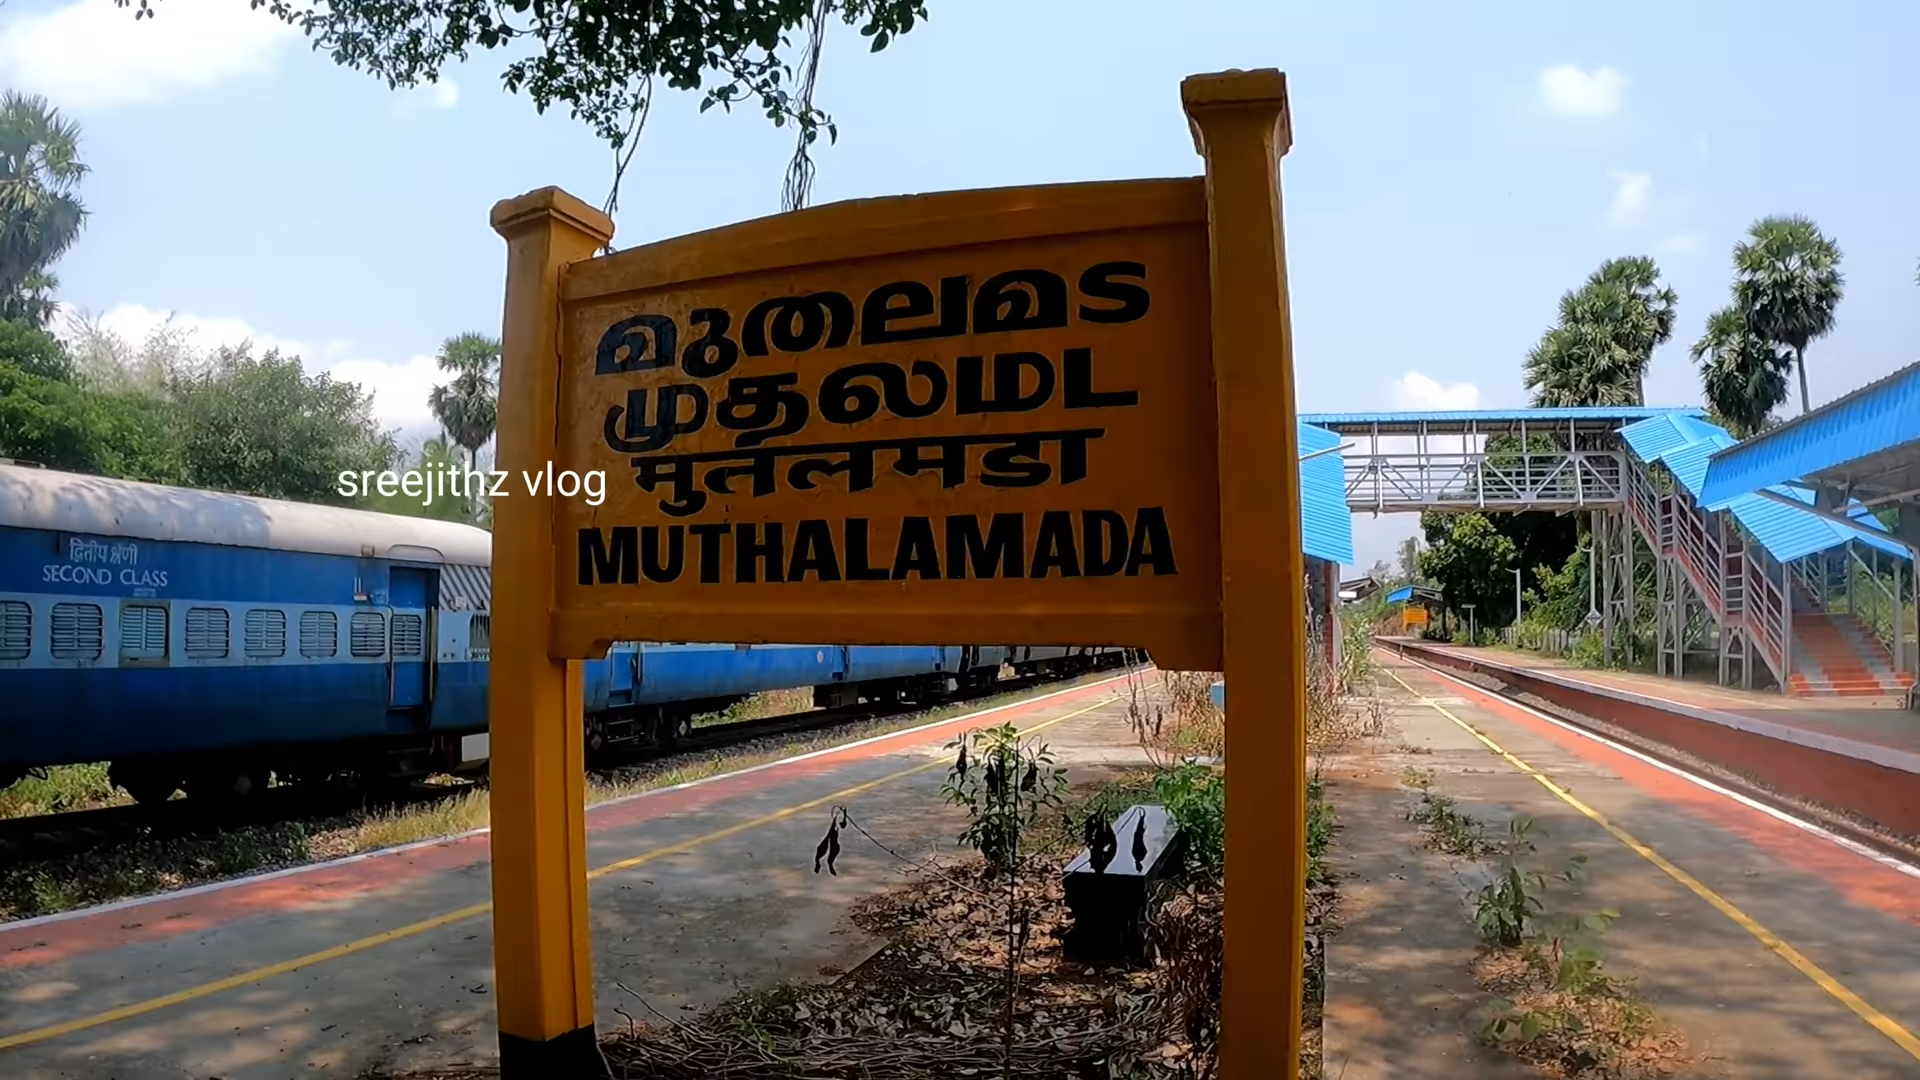 മുതലമട
முதலமட
मुतलमडा
MUTHALAMADA
sreejithz vlog
द्वितीय श्रेणी
SECOND CLASS